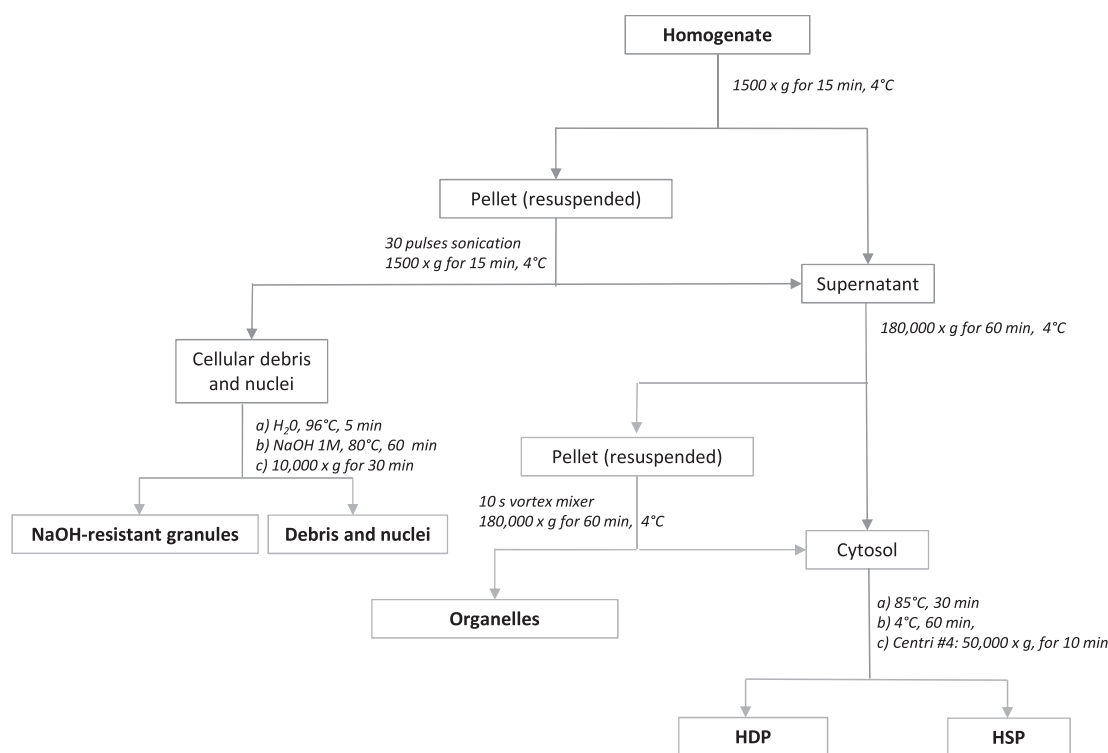 Homogenate
1500 x g for 15 min, 4°C
Pellet (resuspended)
30 pulses sonication
1500 x g for 15 min, 4°C
Supernatant
180,000 x g for 60 min, 4°C
Cellular debris
and nuclei
a) H₂0, 96°C, 5 min
b) NaOH 1M, 80°C, 60 min
c) 10,000 x g for 30 min
Pellet (resuspended)
10 s vortex mixer
180,000 x g for 60 min, 4°C
NaOH-resistant granules
Debris and nuclei
Cytosol
Organelles
a) 85°C, 30 min
b) 4°C, 60 min,
c) Centri #4: 50,000 x g, for 10 min
HDP
HSP